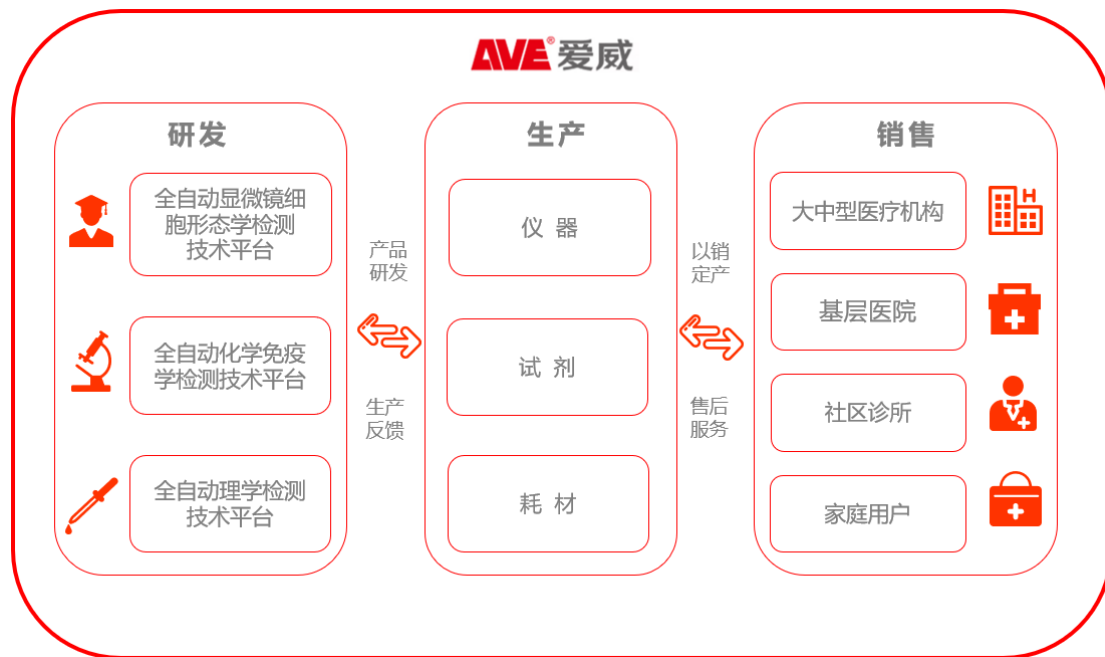 AVE®爱威
研发
全自动显微镜细
胞形态学检测
技术平台
全自动化学免疫
学检测技术平台
全自动理学检测
技术平台
产品
研发
生产
反馈
生产
仪 器
试 剂
耗 材
以销
定产
售后
服务
销售
大中型医疗机构
H
基层医院
社区诊所
家庭用户